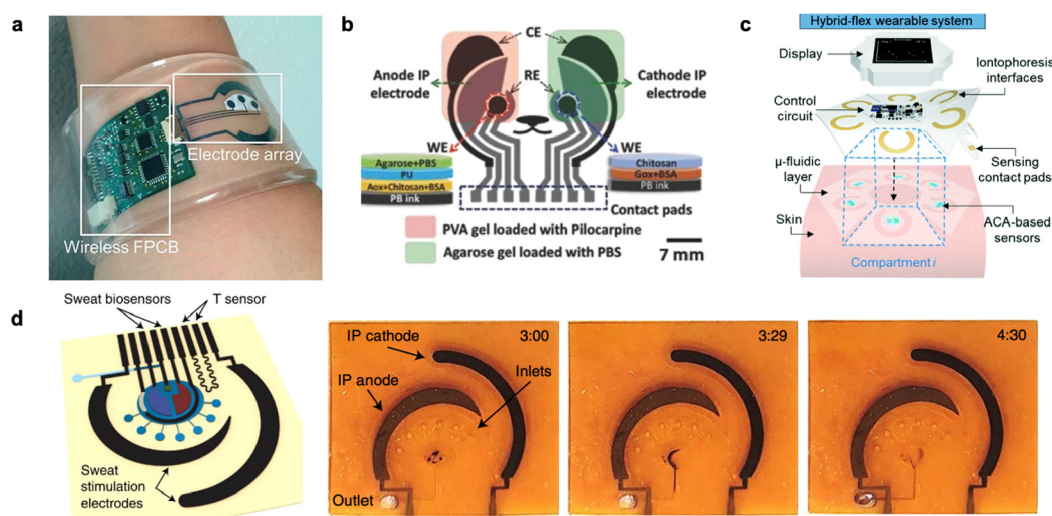 a
Wireless FPCB
Electrode array
b
CE
Anode IP
electrode
RE
Cathode IP
electrode
WE
WE
Agarose+PBS
PU
Aox+Chitosan+BSA
PB ink
Chitosan
Gox+BSA
PB ink
Contact pads
PVA gel loaded with Pilocarpine
Agarose gel loaded with PBS
7 mm
c
Hybrid-flex wearable system
Display
Iontophoresis
interfaces
Control
circuit
Sensing
contact pads
μ-fluidic
layer
Skin
ACA-based
sensors
Compartment i
d
Sweat biosensors
T sensor
Sweat
stimulation
electrodes
3:00
IP cathode
IP anode
Inlets
Outlet
3:29
4:30